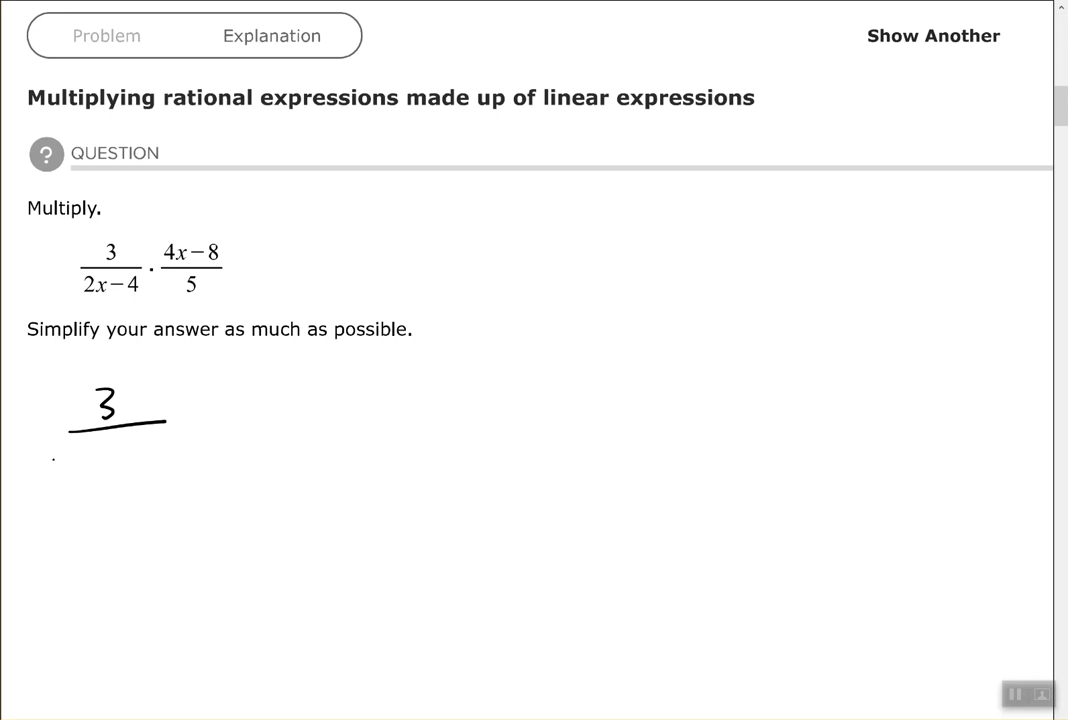 Problem Explanation Show Another
Multiplying rational expressions made up of linear expressions
? QUESTION
Multiply.
3/(2x−4) · (4x−8)/5
Simplify your answer as much as possible.
3